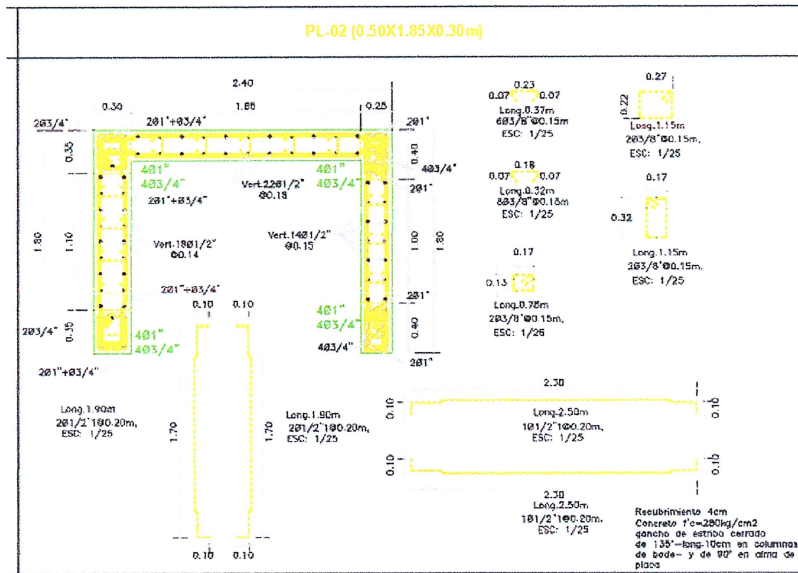 PL-02 (0.50X1.85X0.30m)
2.40
0.30 1.85 0.25
2Ø3/4" 2Ø1"+Ø3/4" 2Ø1"
0.35
0.40
4Ø1"
4Ø3/4"
2Ø1"+Ø3/4"
4Ø1"
4Ø3/4"
4Ø3/4"
2Ø1"
Vert.22Ø1/2"
@0.18
1.80
1.10
Vert.18Ø1/2"
@0.14
Vert.14Ø1/2"
@0.15
1.00
1.80
2Ø1"+Ø3/4"
2Ø1"
0.10 0.10
0.35
2Ø3/4"
4Ø1"
4Ø3/4"
4Ø1"
4Ø3/4"
4Ø3/4"
0.40
2Ø1"
2Ø1"+Ø3/4"
Long.1.90m
2Ø1/2"1@0.20m,
ESC: 1/25
1.70
1.70
Long.1.90m
2Ø1/2"1@0.20m,
ESC: 1/25
0.10 0.10
0.23
0.07 0.07
Long.0.37m
6Ø3/8"@0.15m
ESC: 1/25
0.27
0.22
Long.1.15m
2Ø3/8"@0.15m,
ESC: 1/25
0.18
0.07 0.07
Long.0.32m
8Ø3/8"@0.15m
ESC: 1/25
0.17
0.32
Long.1.15m
2Ø3/8"@0.15m,
ESC: 1/25
0.17
0.13
Long.0.78m
2Ø3/8"@0.15m,
ESC: 1/25
2.30
0.10 0.10
Long.2.50m
1Ø1/2"1@0.20m,
ESC: 1/25
0.10 0.10
2.30
Long.2.50m
1Ø1/2"1@0.20m,
ESC: 1/25
Recubrimiento 4cm
Concreto f'c=280kg/cm2
gancho de estribo cerrado
de 135°-long.10cm en columnas
de bode- y de 90° en alma de
placa